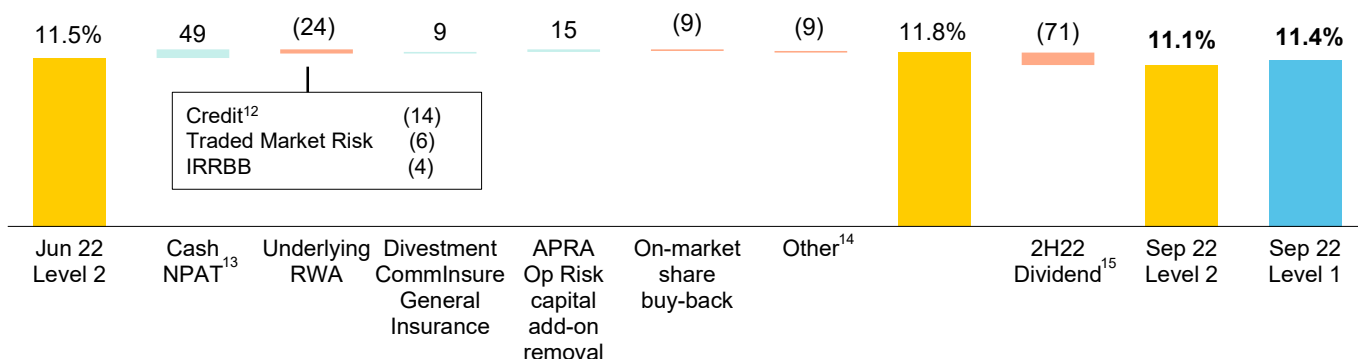 11.5%
49
(24)
9
15
(9)
(9)
11.8%
(71)
11.1%
11.4%
Credit12 (14)
Traded Market Risk (6)
IRRBB (4)
Jun 22
Level 2
Cash
NPAT13
Underlying
RWA
Divestment
CommInsure
General
Insurance
APRA
Op Risk
capital
add-on
removal
On-market
share
buy-back
Other14
2H22
Dividend15
Sep 22
Level 2
Sep 22
Level 1